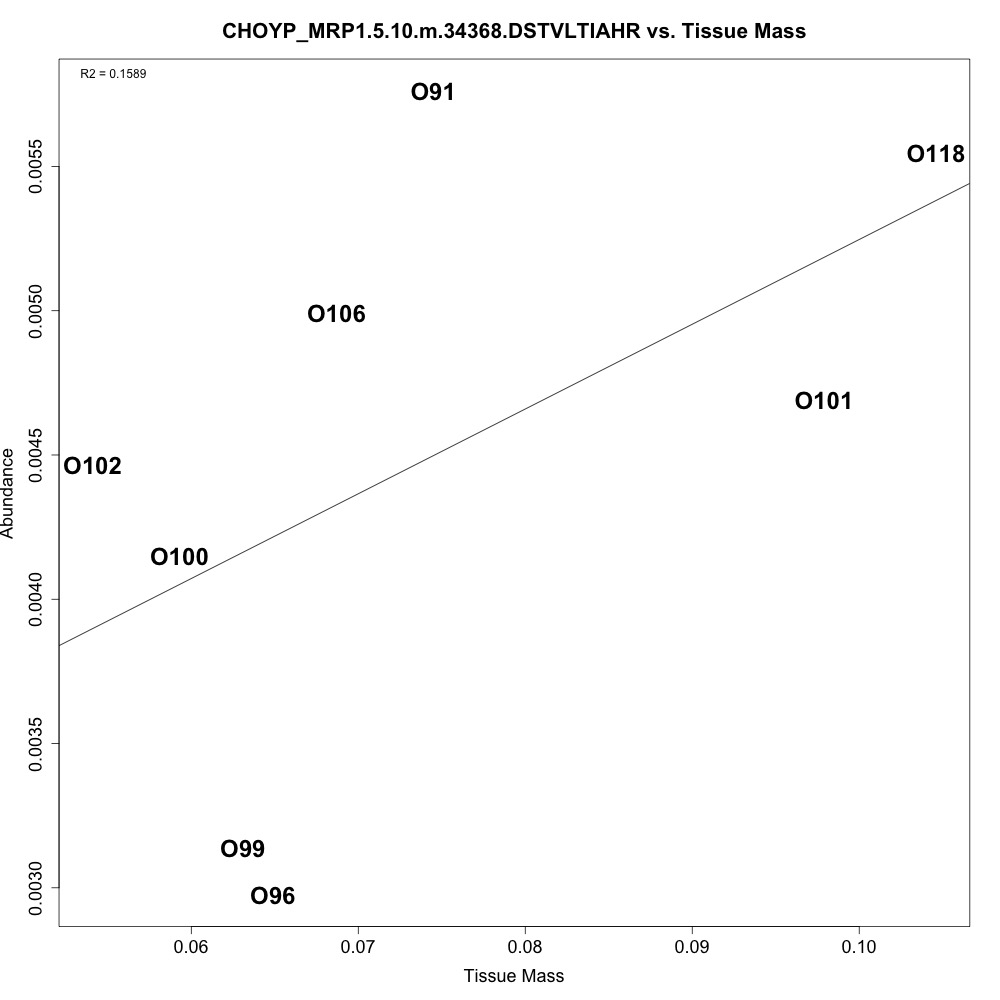 CHOYP_MRP1.5.10.m.34368.DSTVLTIAHR vs. Tissue Mass
R2 = 0.1589
O91
O118
O106
O101
O102
O100
O99
O96
0.0055
0.0050
0.0045
0.0040
0.0035
0.0030
Abundance
0.06 0.07 0.08 0.09 0.10
Tissue Mass